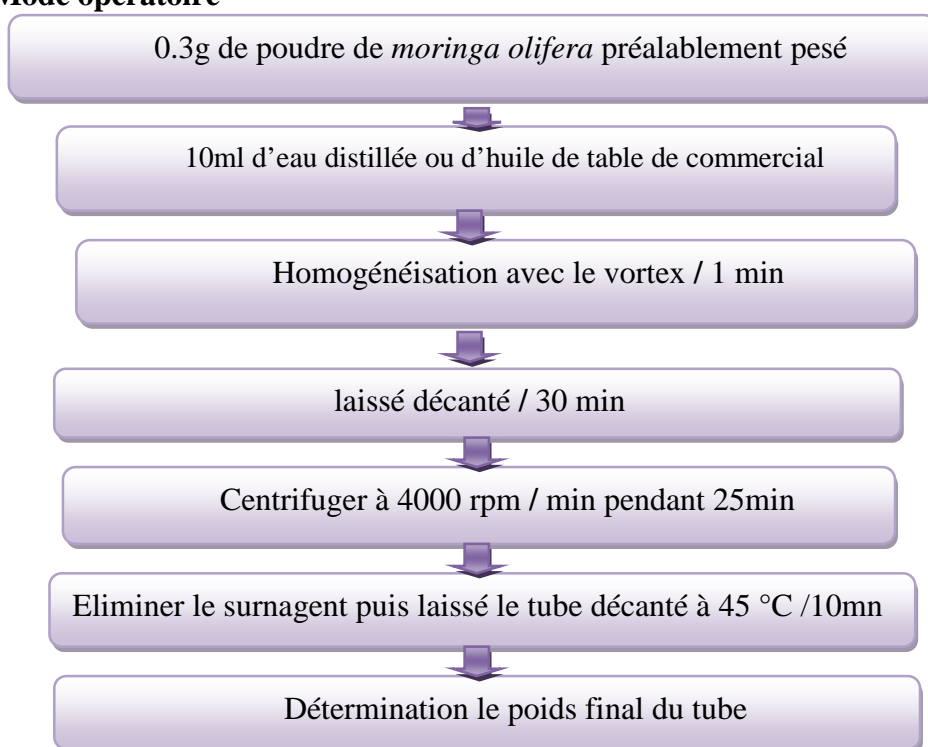 Mode opératoire
0.3g de poudre de moringa olifera préalablement pesé
10ml d’eau distillée ou d’huile de table de commercial
Homogénéisation avec le vortex / 1 min
laissé décanté / 30 min
Centrifuger à 4000 rpm / min pendant 25min
Eliminer le surnagent puis laissé le tube décanté à 45 °C /10mn
Détermination le poids final du tube